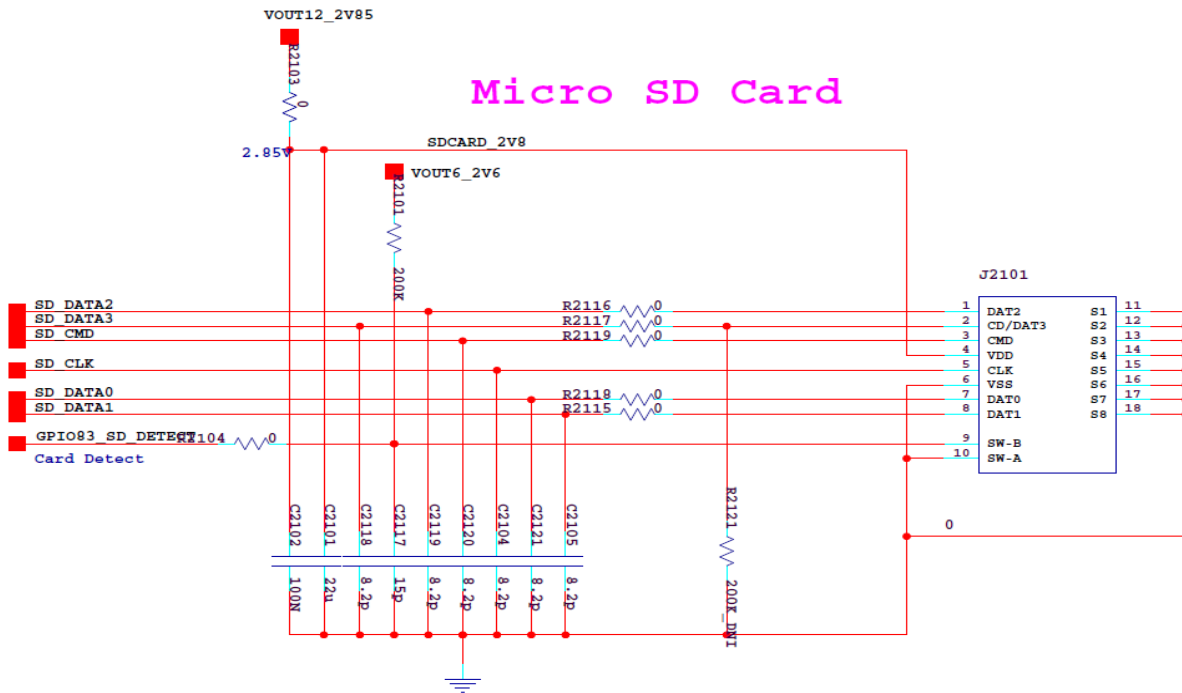 VOUT12_2V85
R2103
0
Micro SD Card
2.85V
SDCARD_2V8
VOUT6_2V6
R2101
200K
J2101
SD_DATA2
SD_DATA3
SD_CMD
SD_CLK
SD_DATA0
SD_DATA1
GPIO83_SD_DETECT
R2104
0
Card Detect
R2116 0
R2117 0
R2119 0
R2118 0
R2115 0
1 DAT2 S1 11
2 CD/DAT3 S2 12
3 CMD S3 13
4 VDD S4 14
5 CLK S5 15
6 VSS S6 16
7 DAT0 S7 17
8 DAT1 S8 18
9 SW-B
10 SW-A
C2102
100N
C2101
22u
C2118
8.2p
C2117
15p
C2119
8.2p
C2120
8.2p
C2104
8.2p
C2121
8.2p
C2105
8.2p
R2121
200K_DNI
0